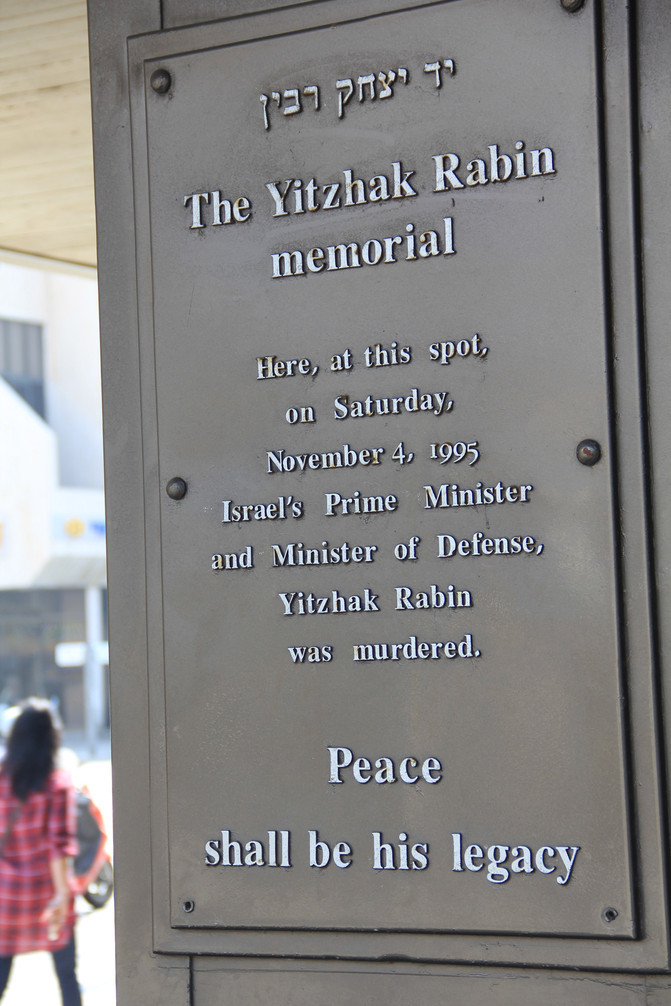 יד יצחק רבין
The Yitzhak Rabin
memorial
Here, at this spot,
on Saturday,
November 4, 1995
Israel's Prime Minister
and Minister of Defense,
Yitzhak Rabin
was murdered.
Peace
shall be his legacy